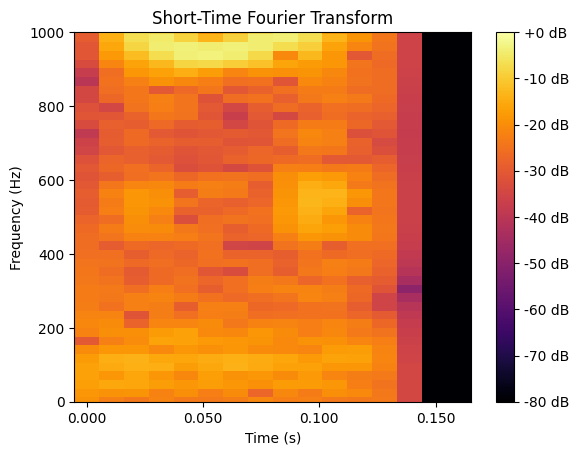 Short-Time Fourier Transform
1000
800
600
400
200
0
Frequency (Hz)
0.000
0.050
0.100
0.150
Time (s)
+0 dB
-10 dB
-20 dB
-30 dB
-40 dB
-50 dB
-60 dB
-70 dB
-80 dB